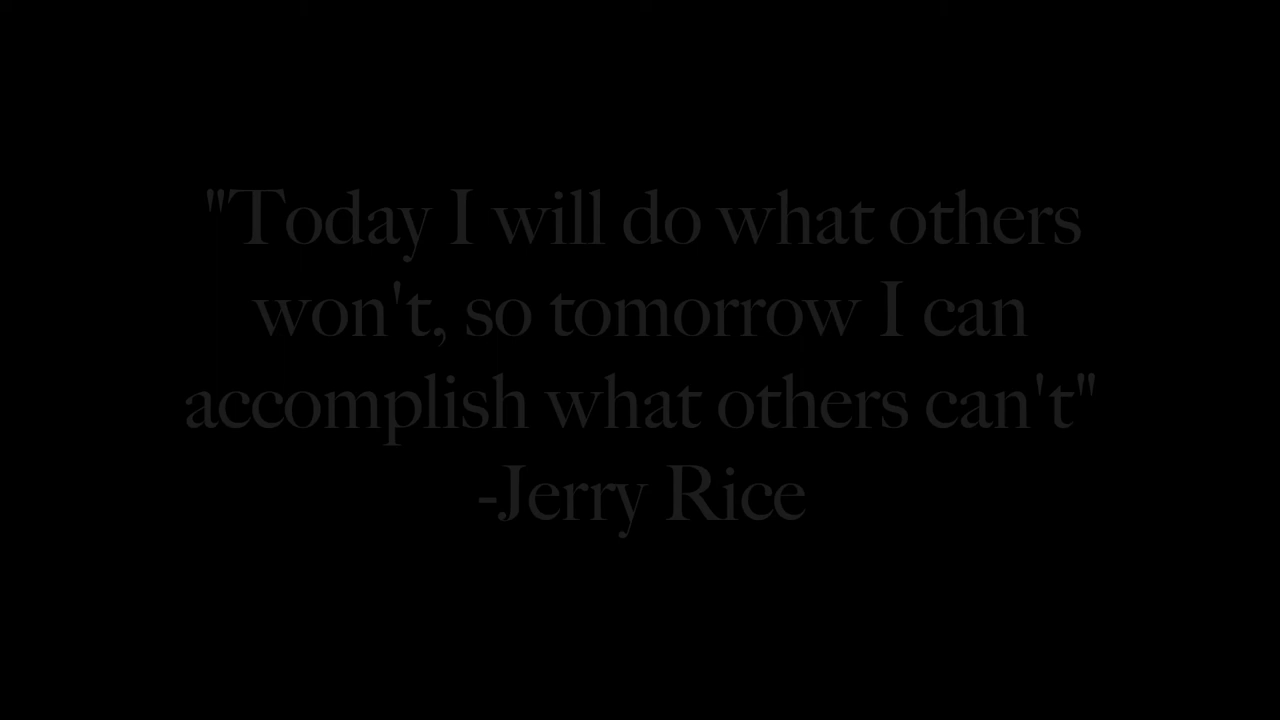 "Today I will do what others
won't, so tomorrow I can
accomplish what others can't"
-Jerry Rice